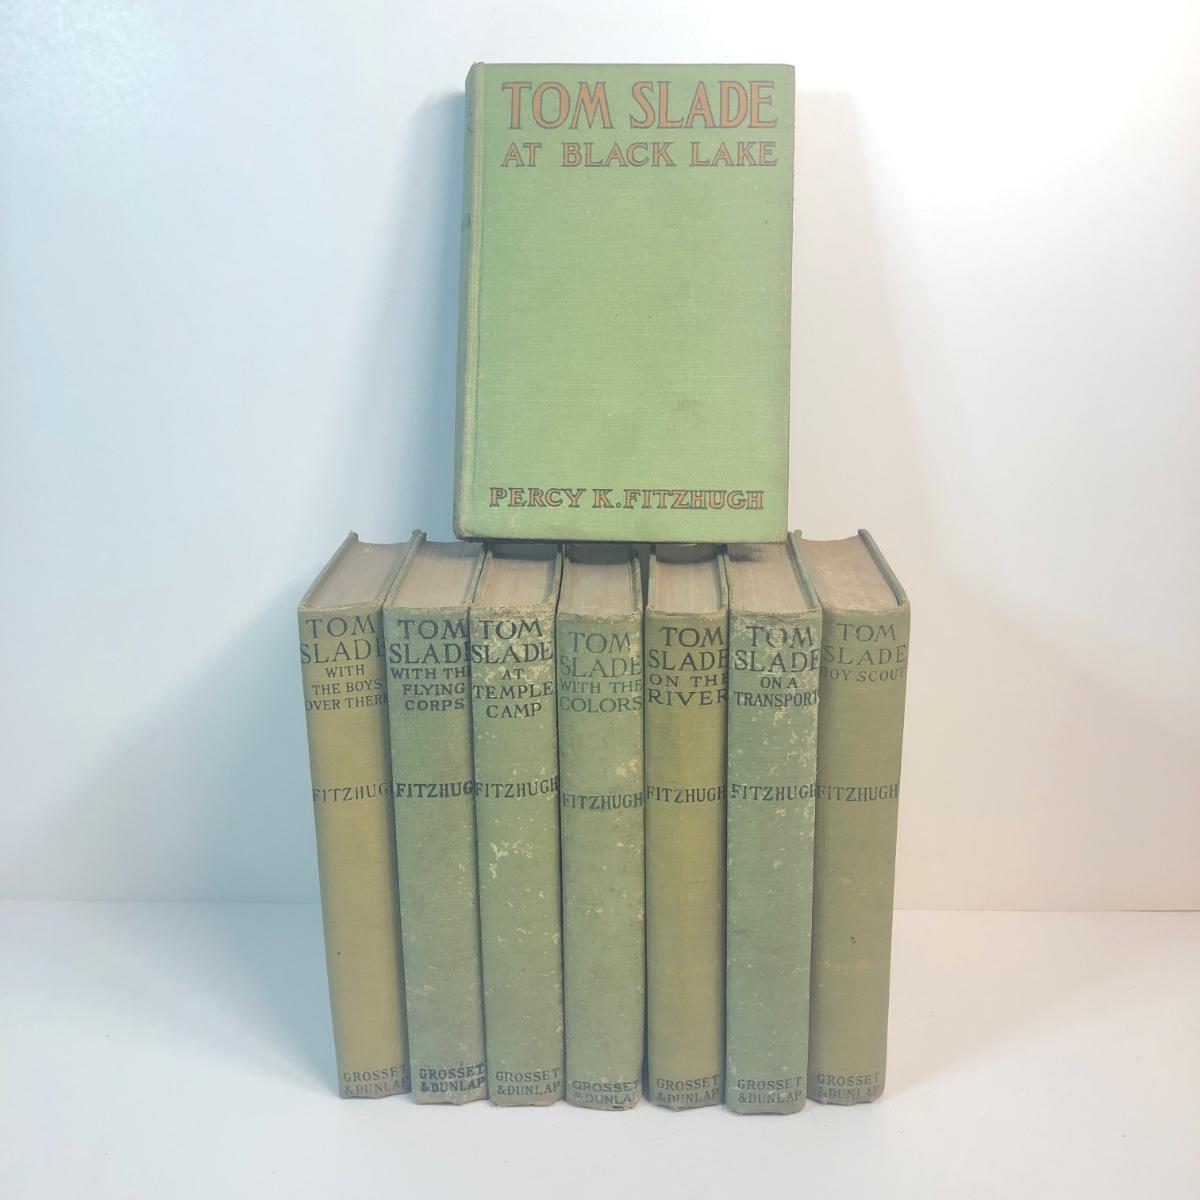 TOM SLADE
AT BLACK LAKE
PERCY K. FITZHUGH
TOM
SLADE
WITH
THE BOYS
OVER THERE
FITZHUGH
GROSSET
& DUNLAP
TOM
SLADE
WITH THE
FLYING
CORPS
FITZHUGH
GROSSET
& DUNLAP
TOM
SLADE
AT
TEMPLE
CAMP
FITZHUGH
GROSSET
& DUNLAP
TOM
SLADE
WITH THE
COLORS
FITZHUGH
GROSSET
& DUNLAP
TOM
SLADE
ON THE
RIVER
FITZHUGH
GROSSET
& DUNLAP
TOM
SLADE
ON A
TRANSPORT
FITZHUGH
GROSSET
& DUNLAP
TOM
SLADE
BOY SCOUT
FITZHUGH
GROSSET
& DUNLAP